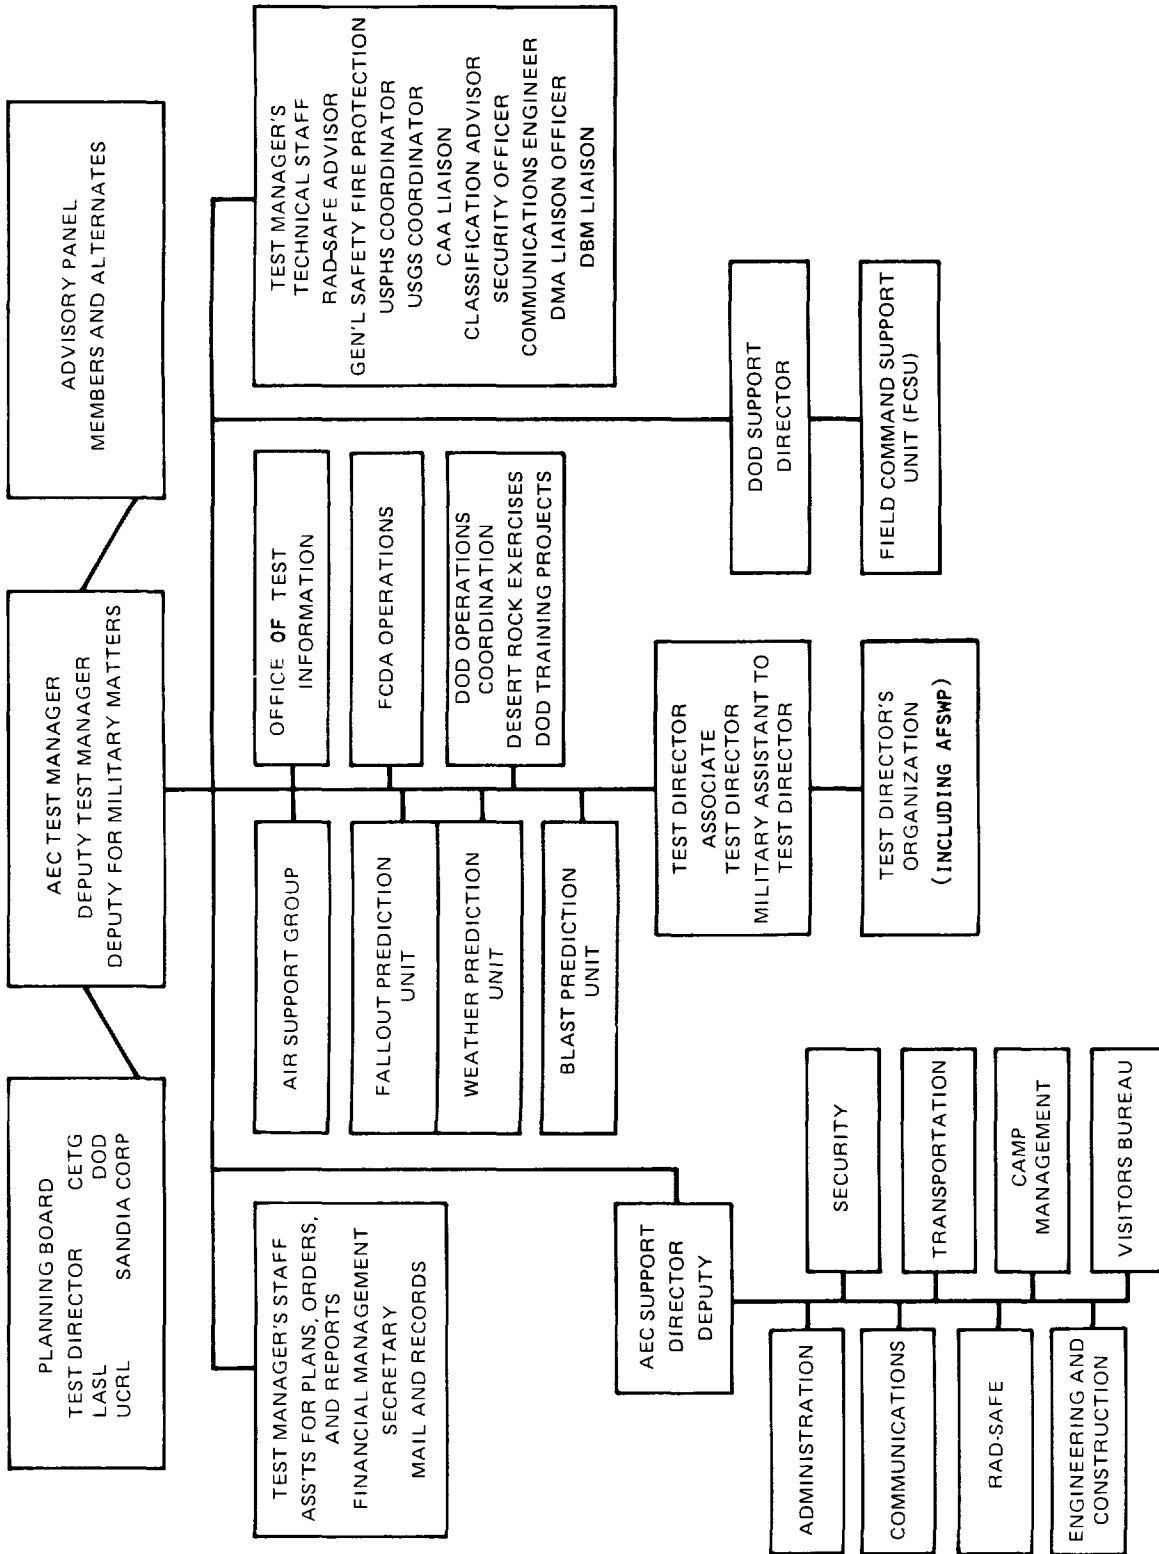 PLANNING BOARD
TEST DIRECTOR CETG
LASL DOD
UCRL SANDIA CORP
AEC TEST MANAGER
DEPUTY TEST MANAGER
DEPUTY FOR MILITARY MATTERS
ADVISORY PANEL
MEMBERS AND ALTERNATES
TEST MANAGER'S STAFF
ASS'TS FOR PLANS, ORDERS,
AND REPORTS
FINANCIAL MANAGEMENT
SECRETARY
MAIL AND RECORDS
AIR SUPPORT GROUP
OFFICE OF TEST
INFORMATION
FALLOUT PREDICTION
UNIT
FCDA OPERATIONS
WEATHER PREDICTION
UNIT
DOD OPERATIONS
COORDINATION
DESERT ROCK EXERCISES
DOD TRAINING PROJECTS
BLAST PREDICTION
UNIT
TEST MANAGER'S
TECHNICAL STAFF
RAD-SAFE ADVISOR
GEN'L SAFETY FIRE PROTECTION
USPHS COORDINATOR
USGS COORDINATOR
CAA LIAISON
CLASSIFICATION ADVISOR
SECURITY OFFICER
COMMUNICATIONS ENGINEER
DMA LIAISON OFFICER
DBM LIAISON
AEC SUPPORT
DIRECTOR
DEPUTY
TEST DIRECTOR
ASSOCIATE
TEST DIRECTOR
MILITARY ASSISTANT TO
TEST DIRECTOR
DOD SUPPORT
DIRECTOR
TEST DIRECTOR'S
ORGANIZATION
(INCLUDING AFSWP)
FIELD COMMAND SUPPORT
UNIT (FCSU)
ADMINISTRATION
SECURITY
COMMUNICATIONS
TRANSPORTATION
RAD-SAFE
CAMP
MANAGEMENT
ENGINEERING AND
CONSTRUCTION
VISITORS BUREAU